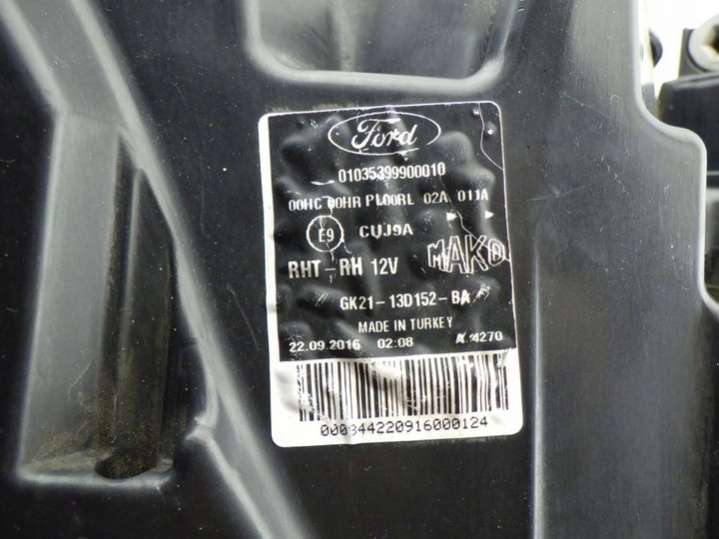 Ford
01035399900010
00HC 00HR PL00RL 02A 011A
E9 CUJ9A
MAKO
RHT-RH 12V
GK21-13D152-BA
MADE IN TURKEY
22.09.2016 02:08 4270
000344220916000124